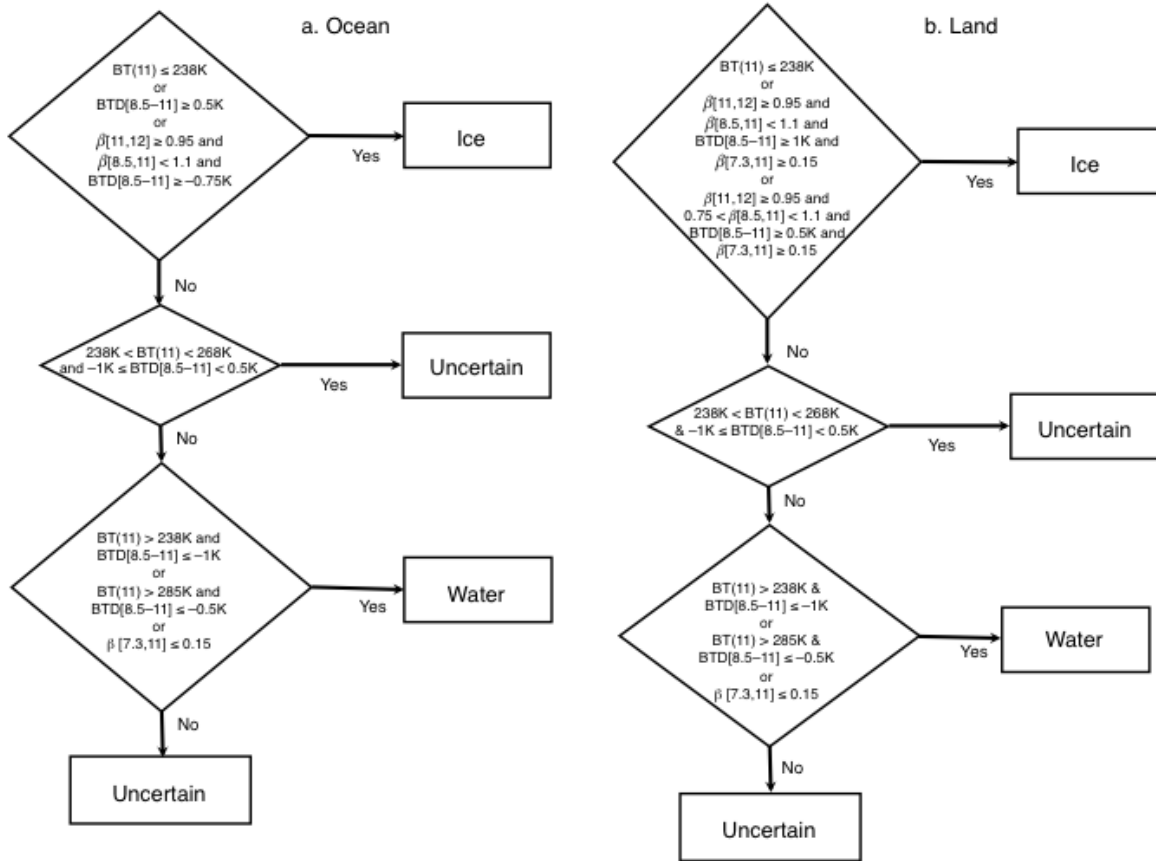 a. Ocean
BT(11) ≤ 238K
or
BTD[8.5–11] ≥ 0.5K
or
β[11,12] ≥ 0.95 and
β[8.5,11] < 1.1 and
BTD[8.5–11] ≥ –0.75K
Yes
Ice
No
238K < BT(11) < 268K
and –1K ≤ BTD[8.5–11] < 0.5K
Yes
Uncertain
No
BT(11) > 238K and
BTD[8.5–11] ≤ –1K
or
BT(11) > 285K and
BTD[8.5–11] ≤ –0.5K
or
β [7.3,11] ≤ 0.15
Yes
Water
No
Uncertain
b. Land
BT(11) ≤ 238K
or
β[11,12] ≥ 0.95 and
β[8.5,11] < 1.1 and
BTD[8.5–11] ≥ 1K and
β[7.3,11] ≥ 0.15
or
β[11,12] ≥ 0.95 and
0.75 < β[8.5,11] < 1.1 and
BTD[8.5–11] ≥ 0.5K and
β[7.3,11] ≥ 0.15
Yes
Ice
No
238K < BT(11) < 268K
& –1K ≤ BTD[8.5–11] < 0.5K
Yes
Uncertain
No
BT(11) > 238K &
BTD[8.5–11] ≤ –1K
or
BT(11) > 285K &
BTD[8.5–11] ≤ –0.5K
or
β [7.3,11] ≤ 0.15
Yes
Water
No
Uncertain